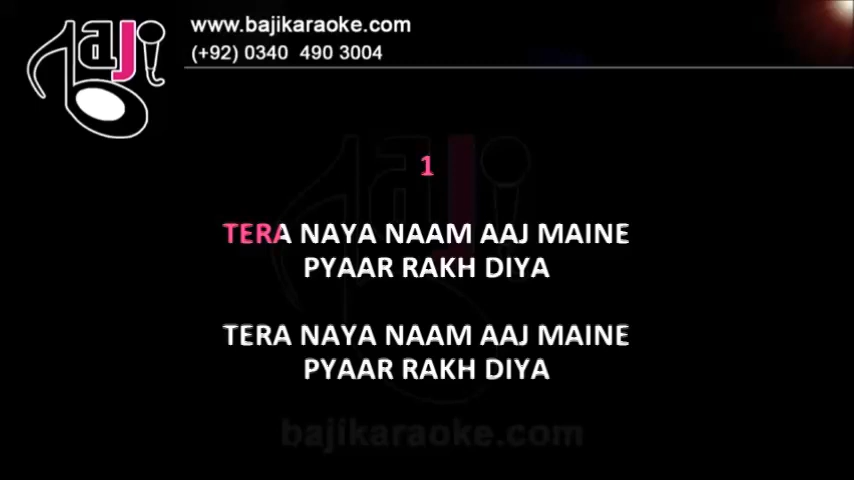 www.bajikaraoke.com
(+92) 0340 490 3004
aji
1
TERA NAYA NAAM AAJ MAINE
PYAAR RAKH DIYA
TERA NAYA NAAM AAJ MAINE
PYAAR RAKH DIYA
bajikaraoke.com